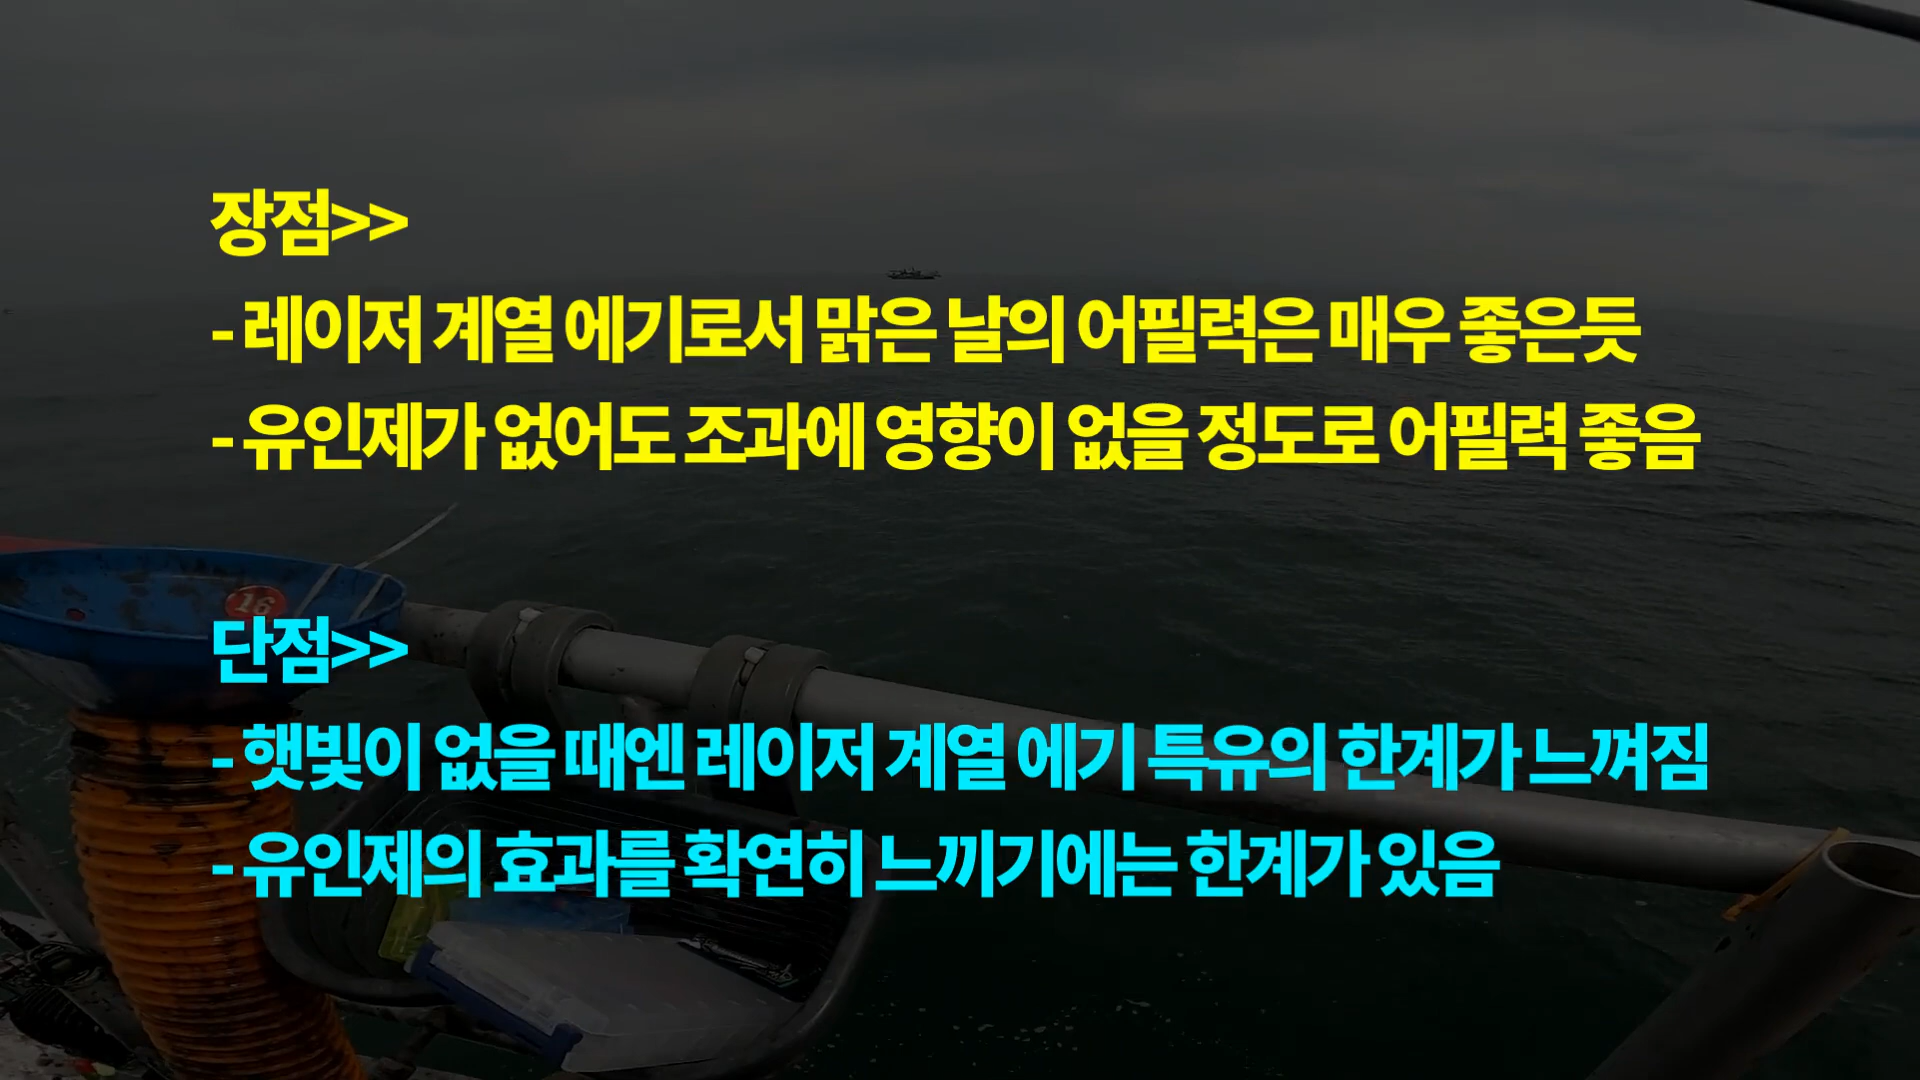 장점>>
- 레이저 계열 에기로서 맑은 날의 어필력은 매우 좋은듯
- 유인제가 없어도 조과에 영향이 없을 정도로 어필력 좋음
16
단점>>
- 햇빛이 없을 때엔 레이저 계열 에기 특유의 한계가 느껴짐
- 유인제의 효과를 확연히 느끼기에는 한계가 있음